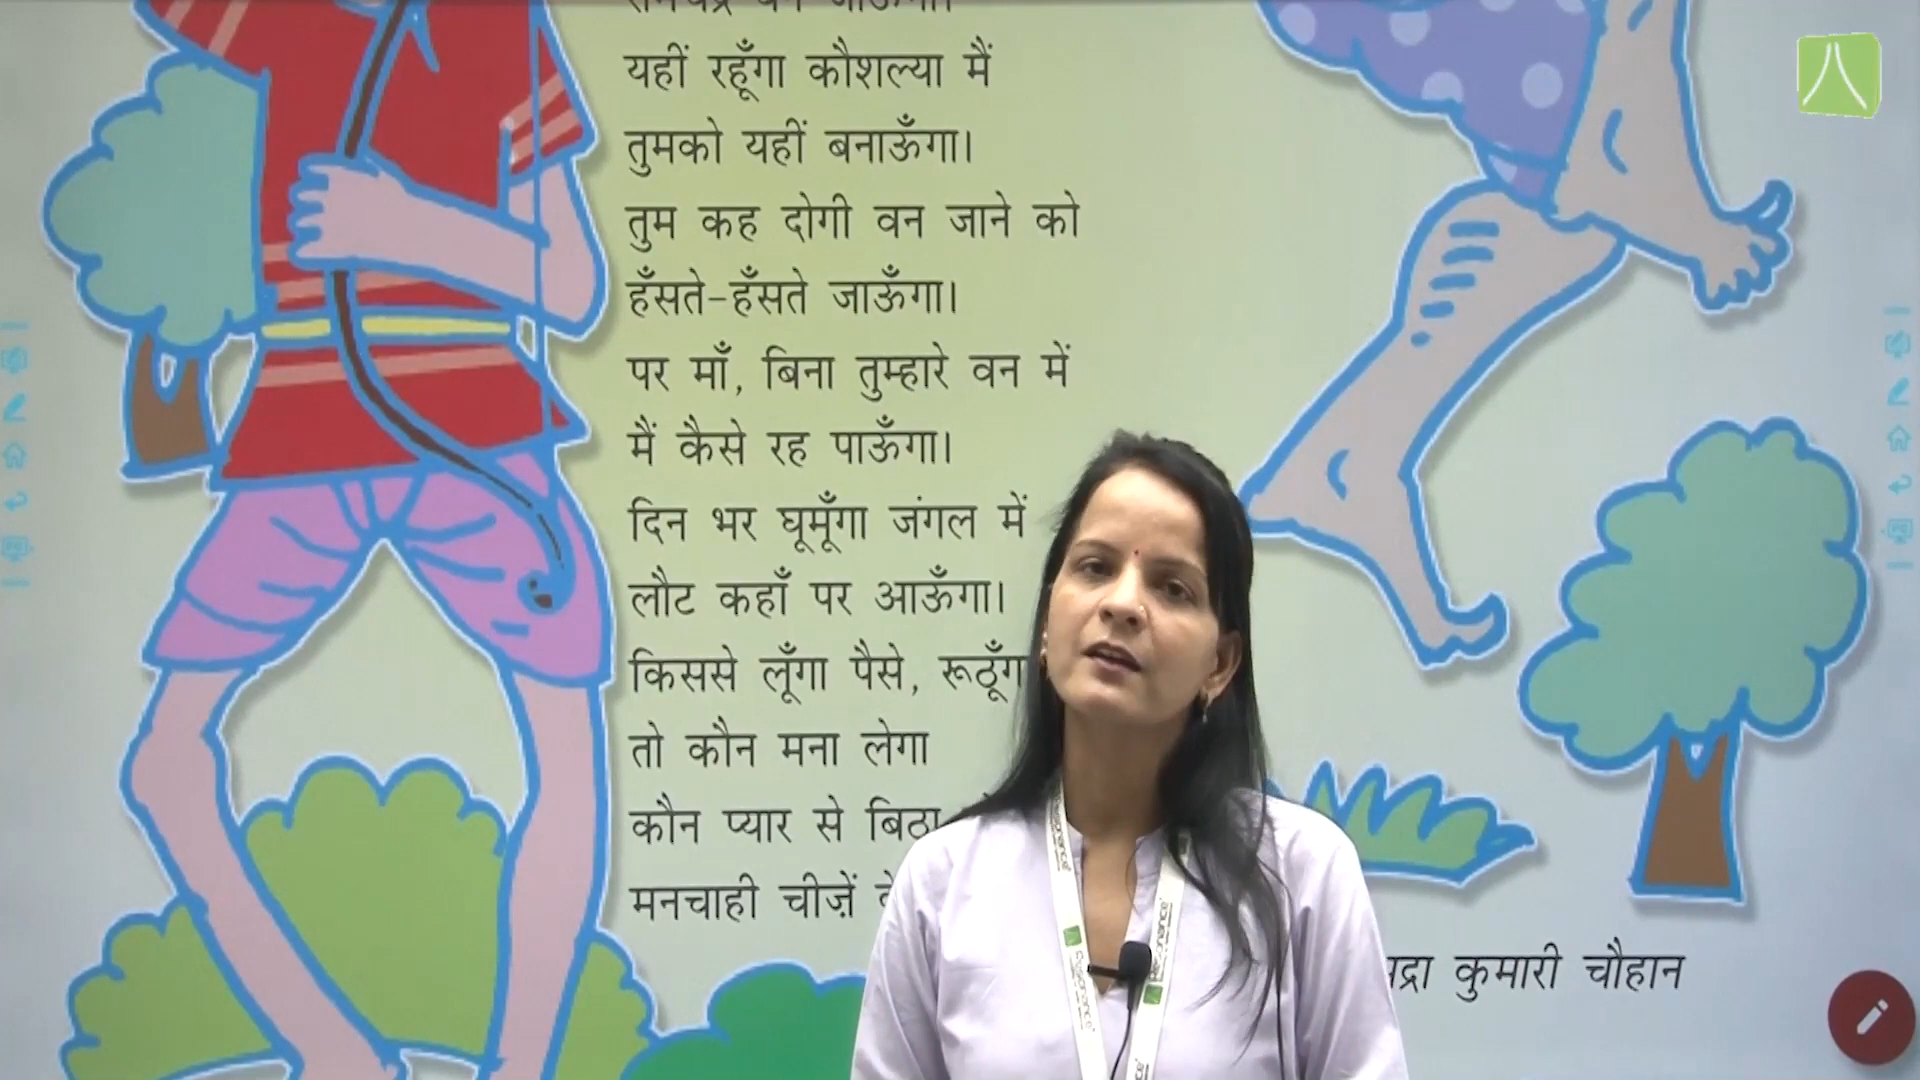 यहीं रहूँगा कौशल्या मैं
तुमको यहीं बनाऊँगा।
तुम कह दोगी वन जाने को
हँसते-हँसते जाऊँगा।
पर माँ, बिना तुम्हारे वन में
मैं कैसे रह पाऊँगा।
दिन भर घूमूँगा जंगल में
लौट कहाँ पर आऊँगा।
किससे लूँगा पैसे, रूठूँग
तो कौन मना लेगा
कौन प्यार से बिठा
मनचाही चीज़ें
कुमारी चौहान